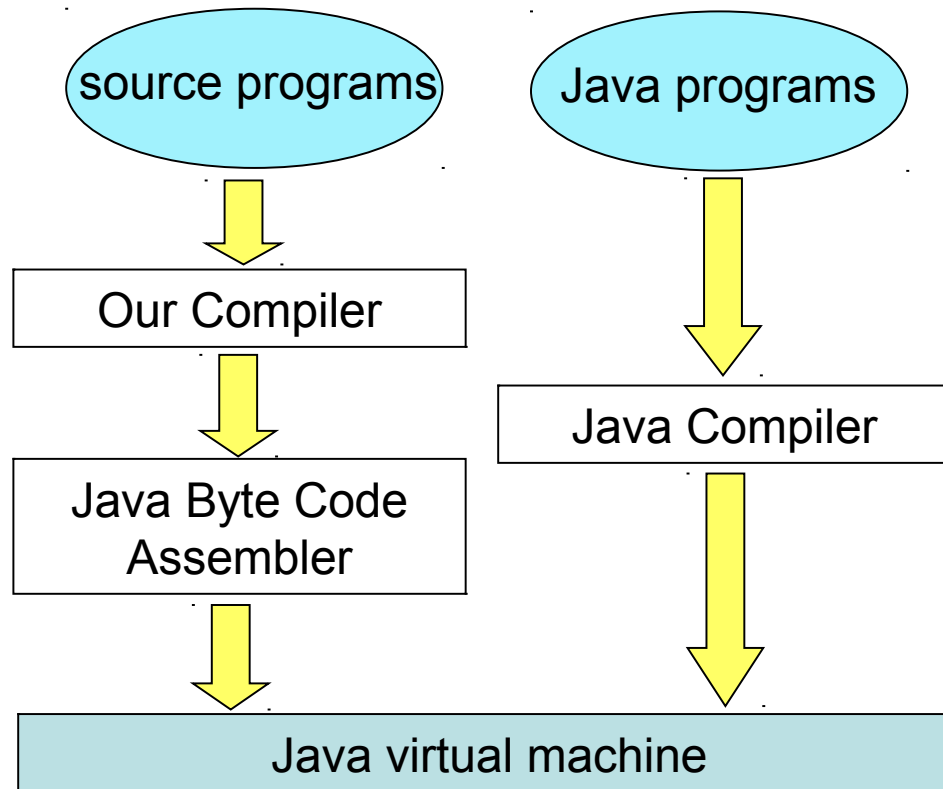 source programs
Java programs
Our Compiler
Java Compiler
Java Byte Code
Assembler
Java virtual machine